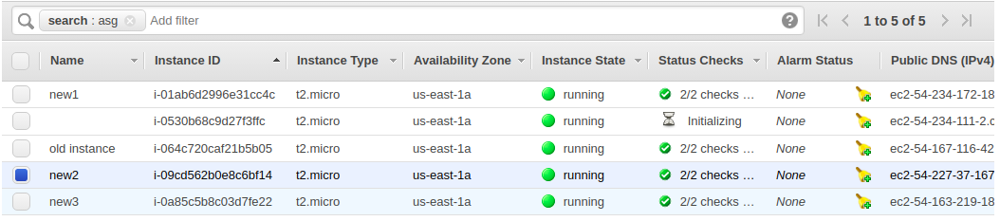 search : asg Add filter 1 to 5 of 5
Name Instance ID Instance Type Availability Zone Instance State Status Checks Alarm Status Public DNS (IPv4)
new1 i-01ab6d2996e31cc4c t2.micro us-east-1a running 2/2 checks ... None ec2-54-234-172-18
i-0530b68c9d27f3ffc t2.micro us-east-1a running Initializing None ec2-54-234-111-2.c
old instance i-064c720caf21b5b05 t2.micro us-east-1a running 2/2 checks ... None ec2-54-167-116-42
new2 i-09cd562b0e8c6bf14 t2.micro us-east-1a running 2/2 checks ... None ec2-54-227-37-167
new3 i-0a85c5b8c03d7fe22 t2.micro us-east-1a running 2/2 checks ... None ec2-54-163-219-18